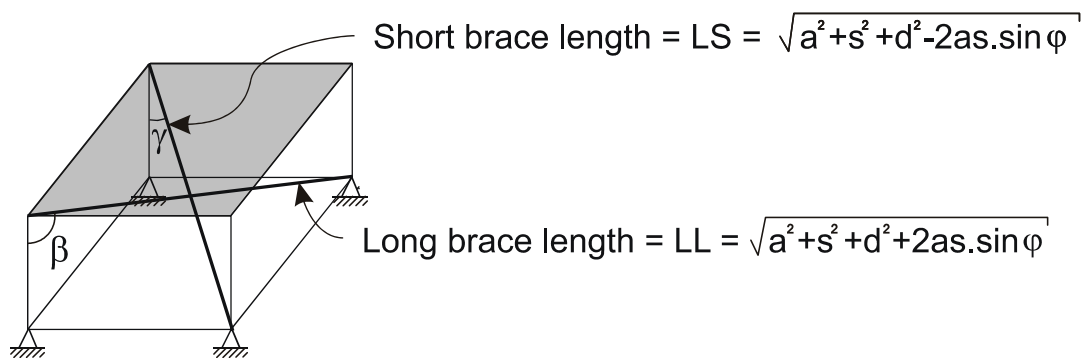 Short brace length = LS = √a²+s²+d²-2as.sinφ
γ
β
Long brace length = LL = √a²+s²+d²+2as.sinφ